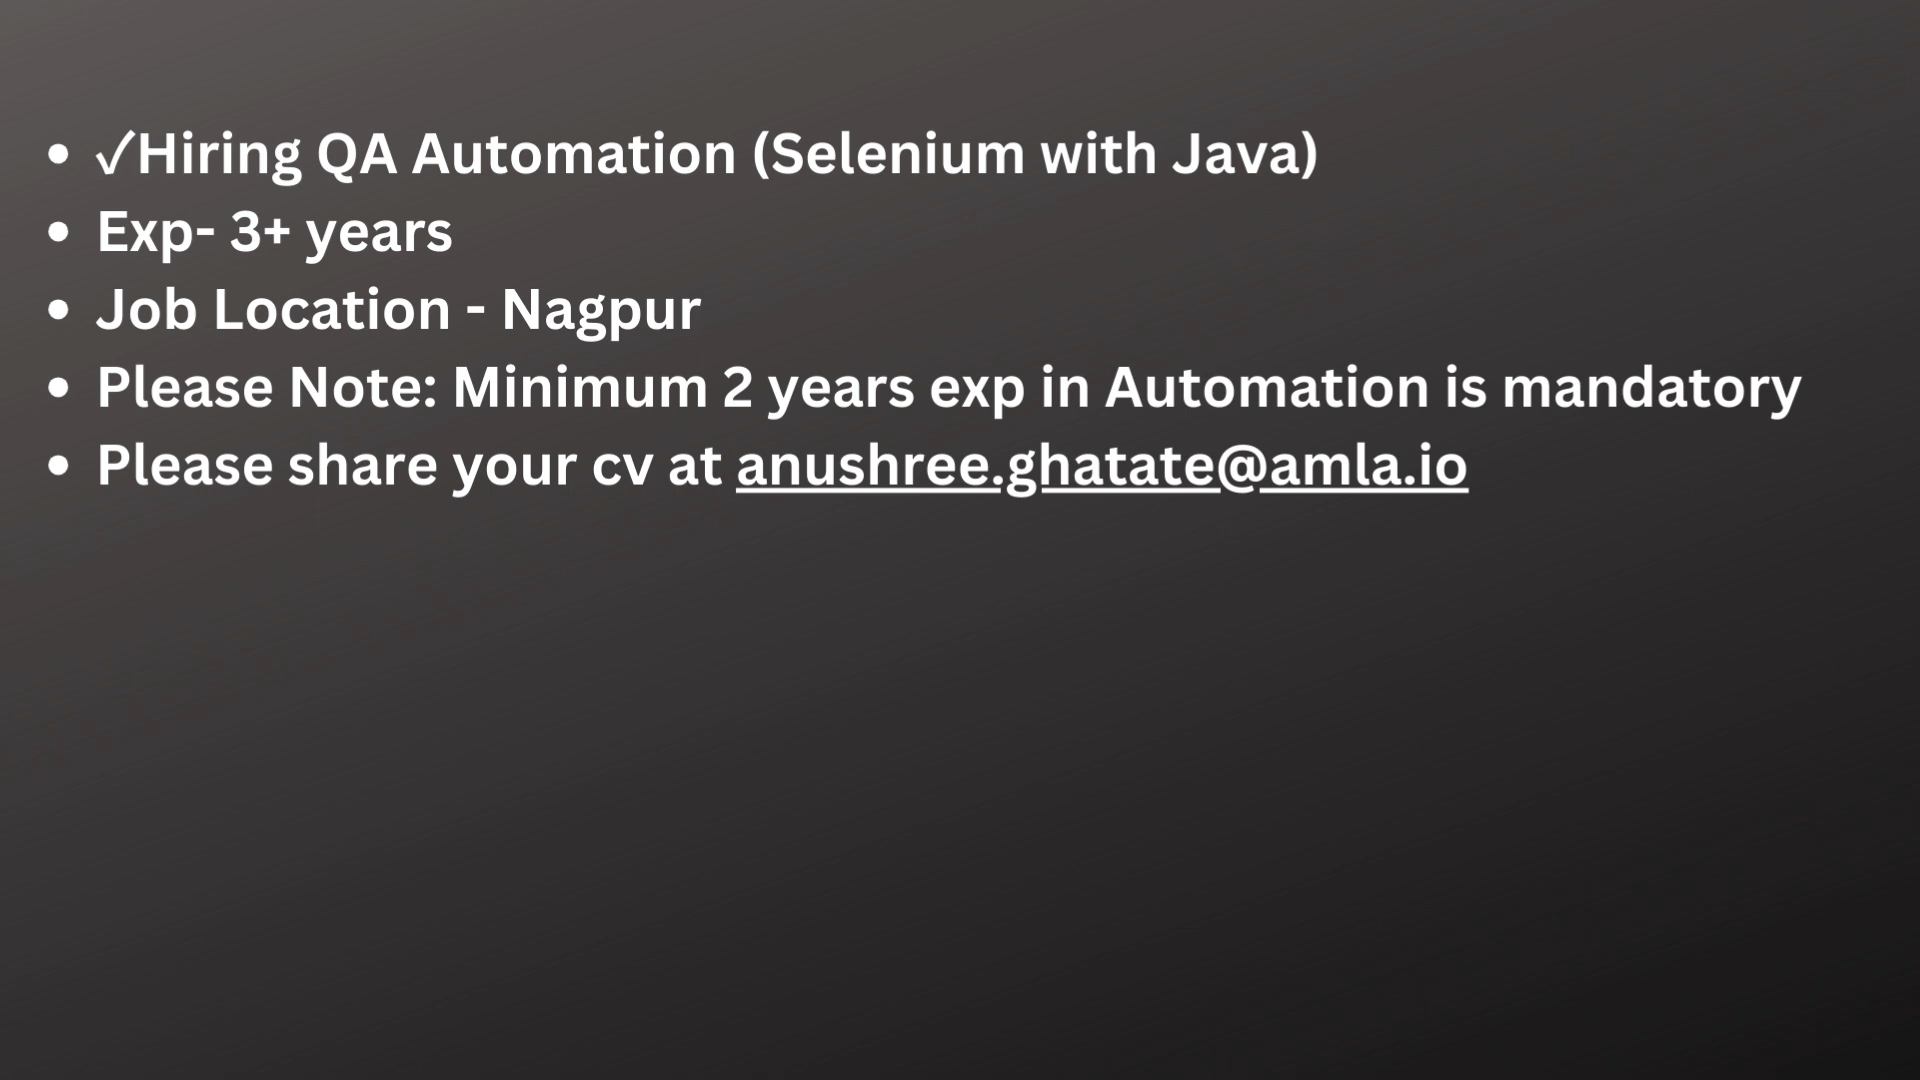 • ✓Hiring QA Automation (Selenium with Java)
• Exp- 3+ years
• Job Location - Nagpur
• Please Note: Minimum 2 years exp in Automation is mandatory
• Please share your cv at anushree.ghatate@amla.io